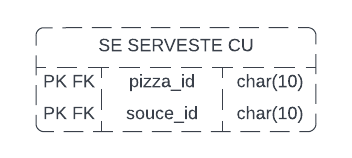 SE SERVESTE CU
PK FK pizza_id char(10)
PK FK souce_id char(10)